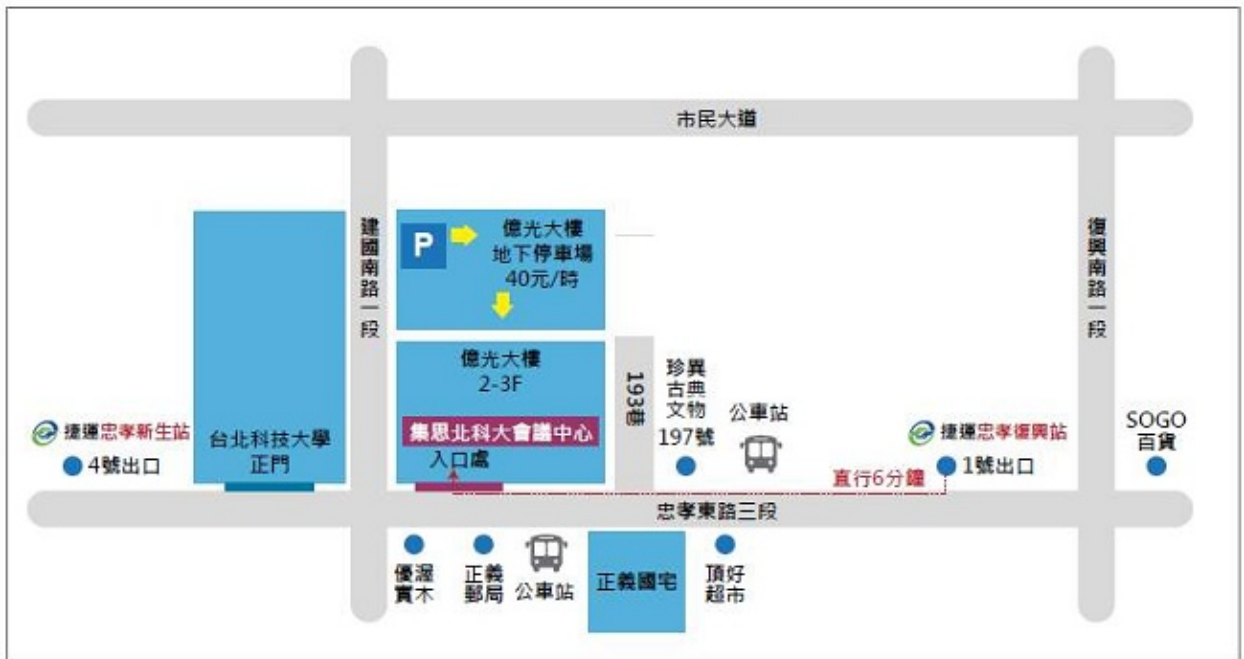 市民大道
建國南路一段
復興南路一段
P
億光大樓
地下停車場
40元/時
億光大樓
2-3F
集思北科大會議中心
入口處
193巷
珍異
古典
文物
197號
公車站
捷運忠孝新生站
4號出口
台北科技大學
正門
捷運忠孝復興站
1號出口
SOGO
百貨
直行6分鐘
忠孝東路三段
優渥
實木
正義
郵局
公車站
正義國宅
頂好
超市